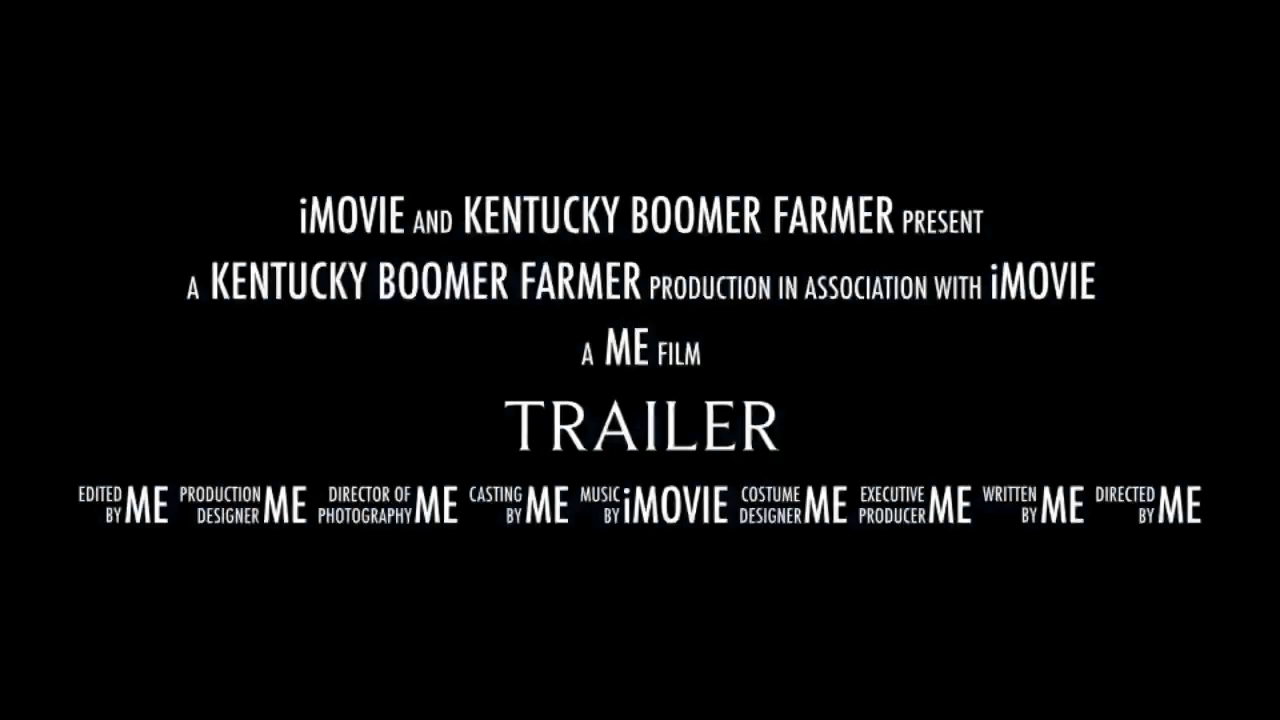 iMOVIE AND KENTUCKY BOOMER FARMER PRESENT
A KENTUCKY BOOMER FARMER PRODUCTION IN ASSOCIATION WITH iMOVIE
A ME FILM
TRAILER
EDITED BY ME PRODUCTION DESIGNER ME DIRECTOR OF PHOTOGRAPHY ME CASTING BY ME MUSIC BY iMOVIE COSTUME DESIGNER ME EXECUTIVE PRODUCER ME WRITTEN BY ME DIRECTED BY ME